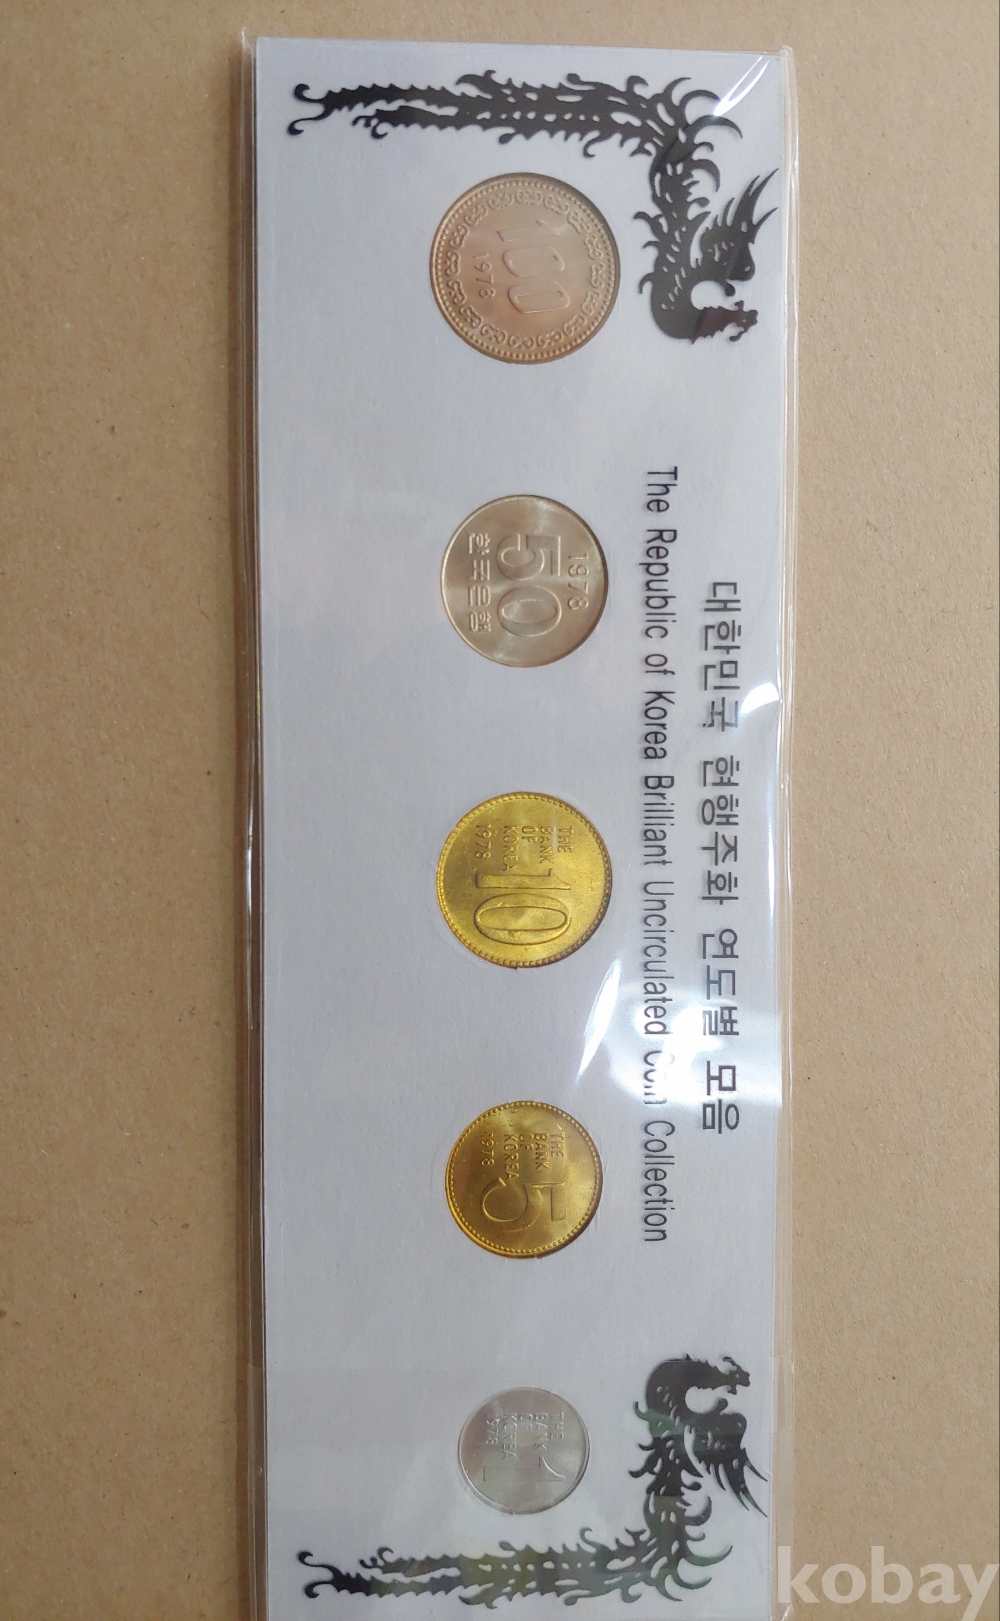 대한민국 현행주화 연도별 모음
The Republic of Korea Brilliant Uncirculated Coin Collection
100
1978
1978
50
한국은행
THE
BANK
OF
KOREA
1978
10
THE
BANK
OF
KOREA
1978
5
THE
BANK
OF
KOREA
1978
1
kobay